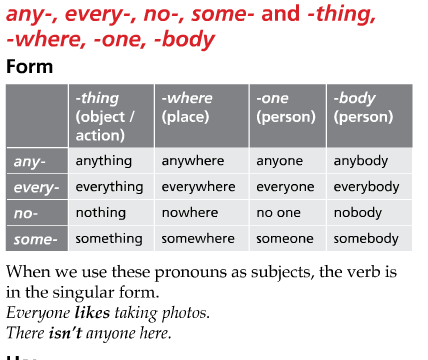 any-, every-, no-, some- and -thing,
-where, -one, -body
Form
-thing (object / action) -where (place) -one (person) -body (person)
any- anything anywhere anyone anybody
every- everything everywhere everyone everybody
no- nothing nowhere no one nobody
some- something somewhere someone somebody
When we use these pronouns as subjects, the verb is
in the singular form.
Everyone likes taking photos.
There isn't anyone here.